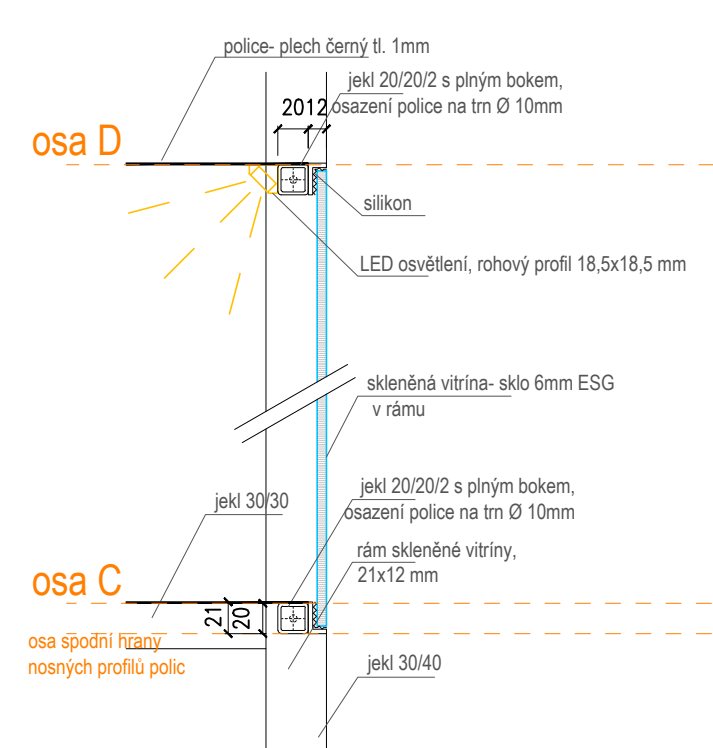 police- plech černý tl. 1mm
jekl 20/20/2 s plným bokem,
osazení police na trn Ø 10mm
2012
osa D
silikon
LED osvětlení, rohový profil 18,5x18,5 mm
skleněná vitrína- sklo 6mm ESG
v rámu
jekl 30/30
jekl 20/20/2 s plným bokem,
osazení police na trn Ø 10mm
rám skleněné vitríny,
21x12 mm
osa C
21
20
osa spodní hrany
nosných profilů polic
jekl 30/40